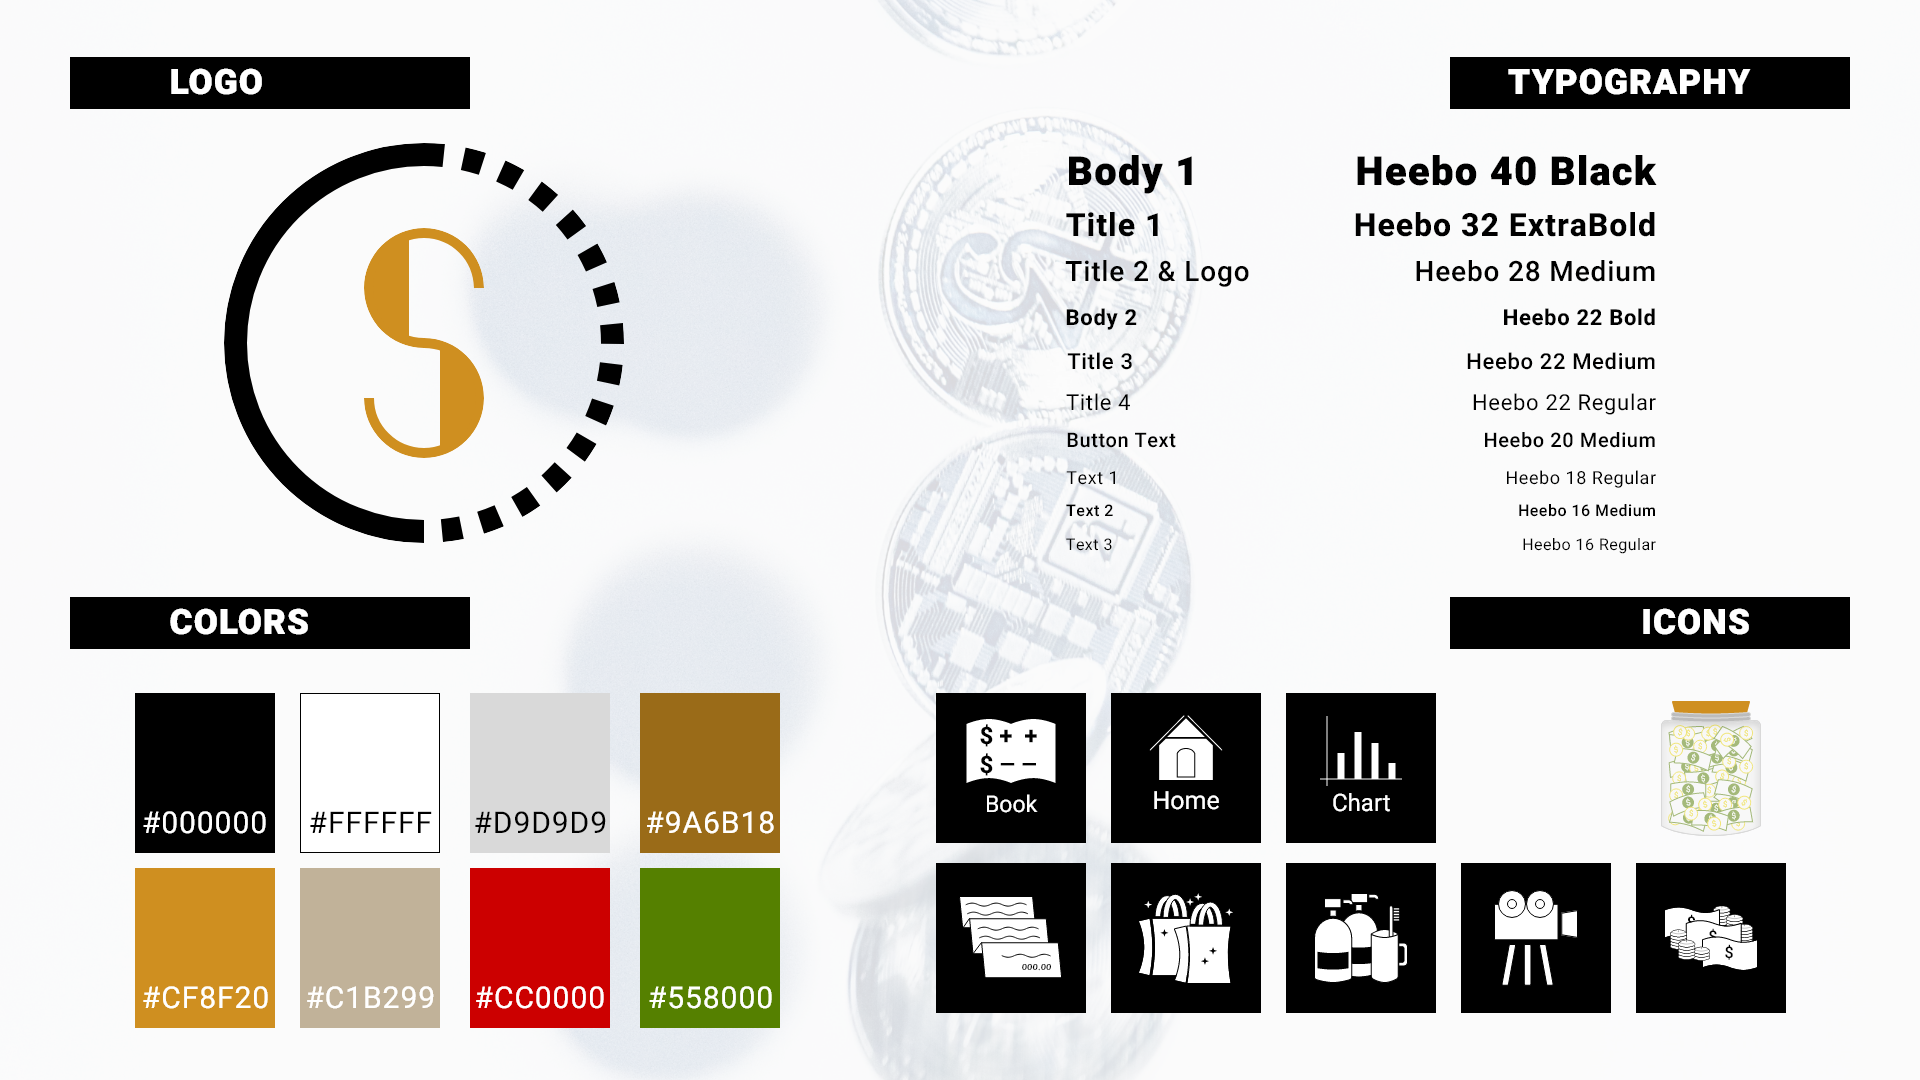 LOGO
S
COLORS
#000000
#FFFFFF
#D9D9D9
#9A6B18
#CF8F20
#C1B299
#CC0000
#558000
TYPOGRAPHY
Body 1 Heebo 40 Black
Title 1 Heebo 32 ExtraBold
Title 2 & Logo Heebo 28 Medium
Body 2 Heebo 22 Bold
Title 3 Heebo 22 Medium
Title 4 Heebo 22 Regular
Button Text Heebo 20 Medium
Text 1 Heebo 18 Regular
Text 2 Heebo 16 Medium
Text 3 Heebo 16 Regular
ICONS
$ + +
$ − −
Book
Home
Chart
000.00
$
$
$